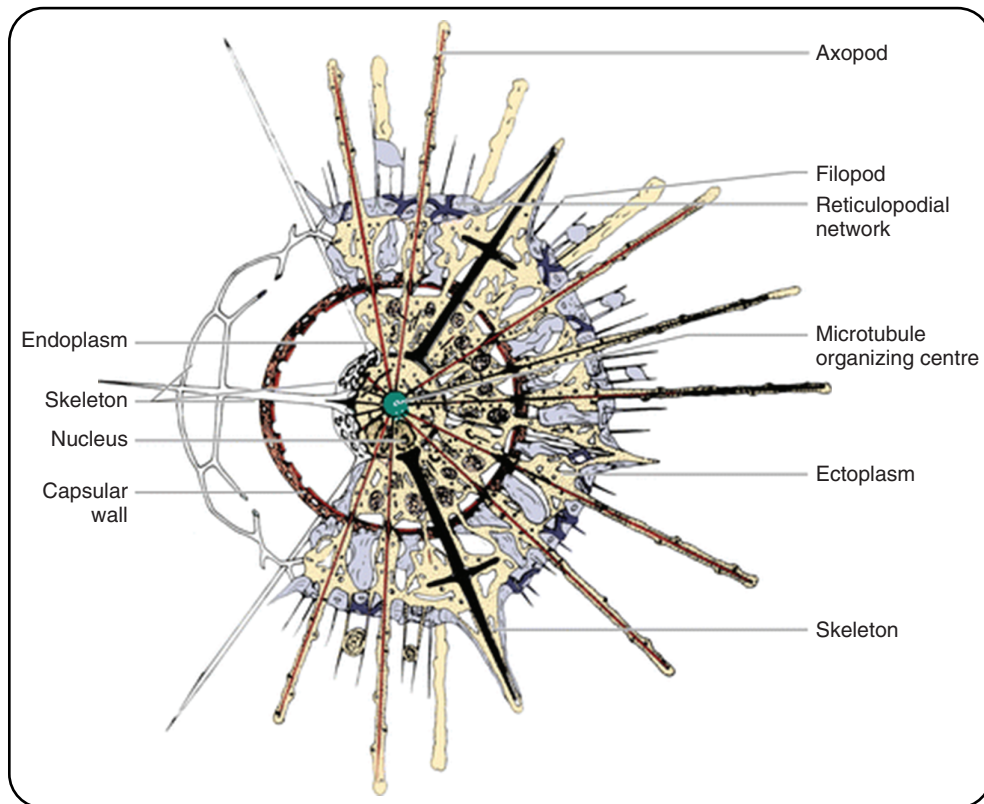 Axopod
Filopod
Reticulopodial
network
Endoplasm
Microtubule
organizing centre
Skeleton
Nucleus
Ectoplasm
Capsular
wall
Skeleton